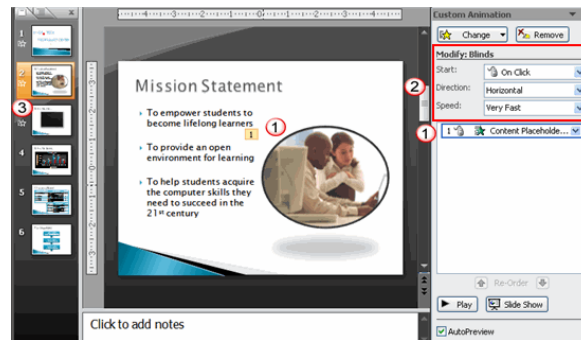 Custom Animation
Change
Remove
Modify: Blinds
Start:
On Click
Direction:
Horizontal
Speed:
Very Fast
1
Content Placeholde...
1
2
3
4
5
6
3
2
1
1
Mission Statement
To empower students to
become lifelong learners
1
To provide an open
environment for learning
To help students acquire
the computer skills they
need to succeed in the
21st century
Click to add notes
Re-Order
Play
Slide Show
AutoPreview